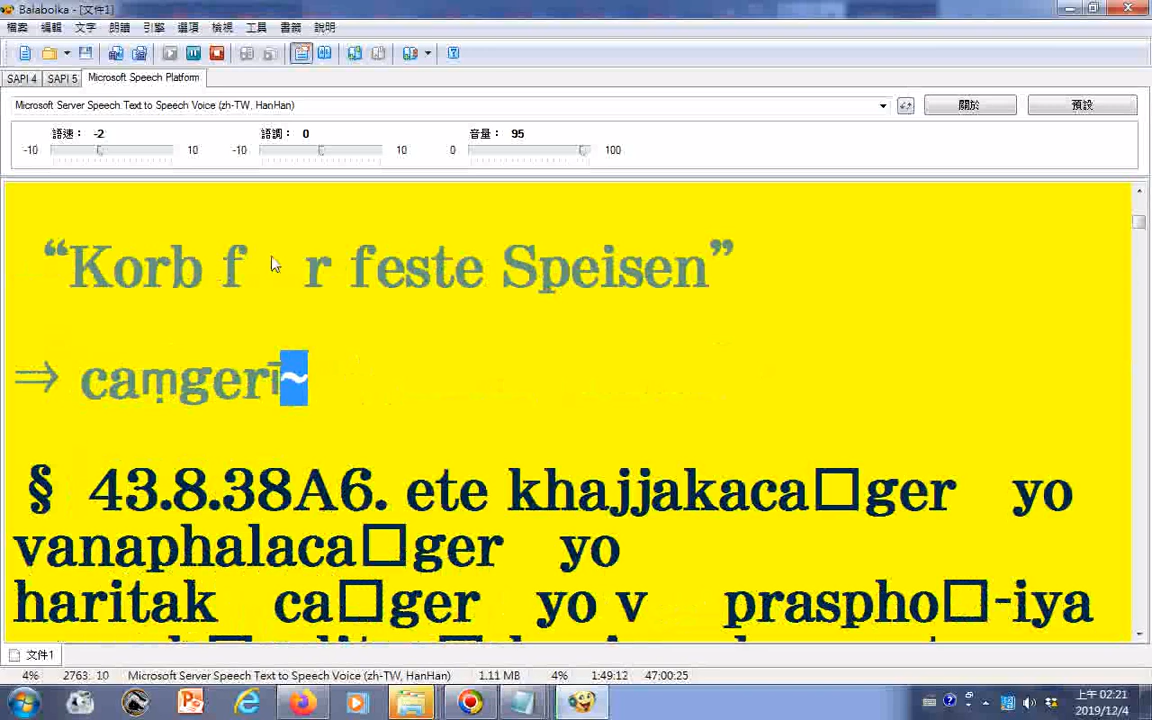 Balabolka - [文件1]
檔案 編輯 文字 朗讀 引擎 選項 檢視 工具 書籤 說明
SAPI 4 SAPI 5 Microsoft Speech Platform
Microsoft Server Speech Text to Speech Voice (zh-TW, HanHan) 關於 預設
語速： -2 語調： 0 音量： 95
-10 10 -10 10 0 100
“Korb f r feste Speisen”
⇒ caṃgerī~
§ 43.8.38A6. ete khajjakaca□ger yo
vanaphalaca□ger yo
haritak ca□ger yo v praspho□-iya
文件1
4% 2763: 10 Microsoft Server Speech Text to Speech Voice (zh-TW, HanHan) 1.11 MB 4% 1:49:12 47:00:25
上午 02:21
2019/12/4